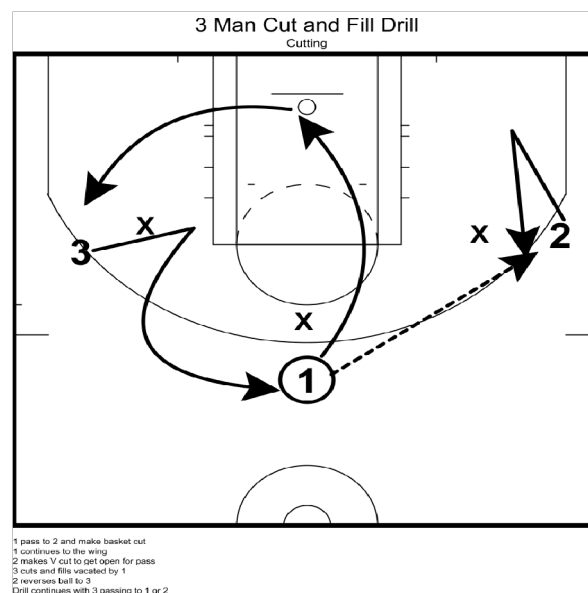 3 Man Cut and Fill Drill
Cutting
3
X
X
2
X
1
1 pass to 2 and make basket cut
1 continues to the wing
2 makes V cut to get open for pass
3 cuts and fills vacated by 1
2 reverses ball to 3
Drill continues with 3 passing to 1 or 2